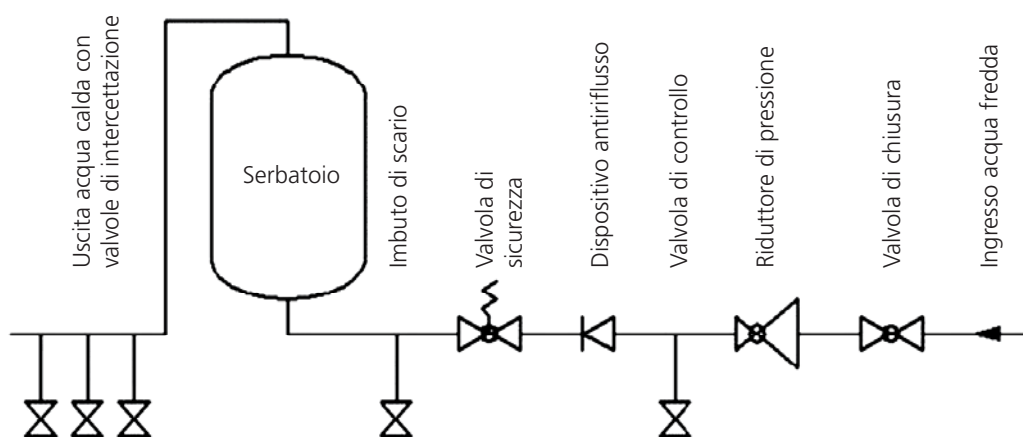 Uscita acqua calda con
valvole di intercettazione
Serbatoio
Imbuto di scario
Valvola di
sicurezza
Dispositivo antiriflusso
Valvola di controllo
Riduttore di pressione
Valvola di chiusura
Ingresso acqua fredda